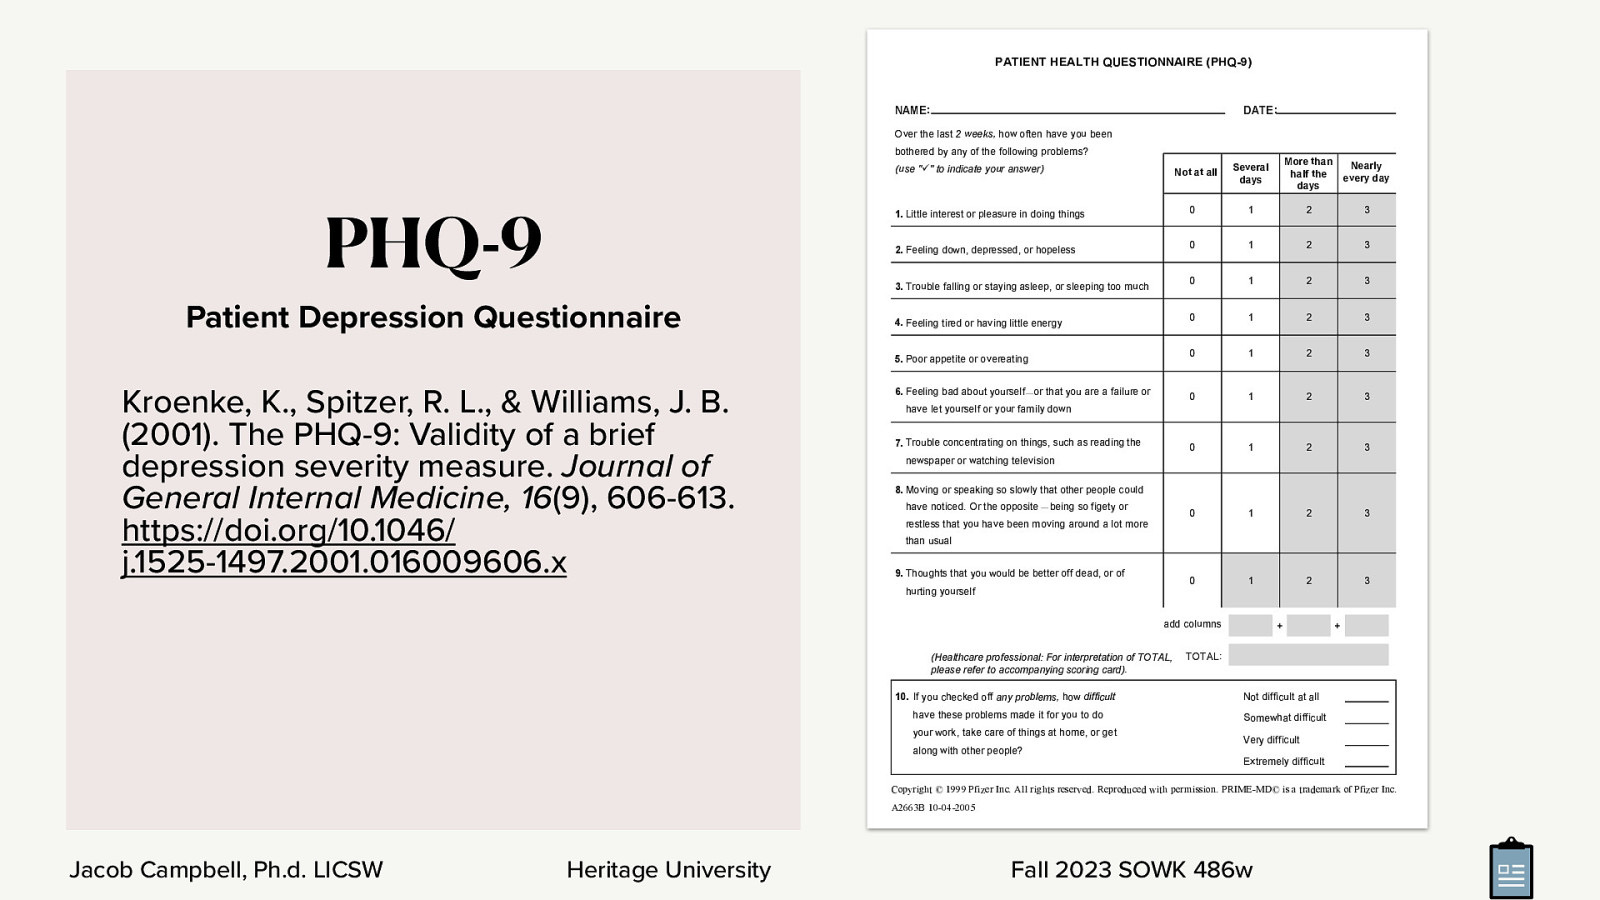 PHQ-9
Patient Depression Questionnaire
Kroenke, K., Spitzer, R. L., & Williams, J. B.
(2001). The PHQ-9: Validity of a brief
depression severity measure. Journal of
General Internal Medicine, 16(9), 606-613.
https://doi.org/10.1046/
j.1525-1497.2001.016009606.x
PATIENT HEALTH QUESTIONNAIRE (PHQ-9)
NAME: DATE:
Over the last 2 weeks, how often have you been
bothered by any of the following problems?
(use "✓" to indicate your answer)
Not at all
Several
days
More than
half the
days
Nearly
every day
1. Little interest or pleasure in doing things 0 1 2 3
2. Feeling down, depressed, or hopeless 0 1 2 3
3. Trouble falling or staying asleep, or sleeping too much 0 1 2 3
4. Feeling tired or having little energy 0 1 2 3
5. Poor appetite or overeating 0 1 2 3
6. Feeling bad about yourself—or that you are a failure or
have let yourself or your family down 0 1 2 3
7. Trouble concentrating on things, such as reading the
newspaper or watching television 0 1 2 3
8. Moving or speaking so slowly that other people could
have noticed. Or the opposite — being so figety or
restless that you have been moving around a lot more
than usual 0 1 2 3
9. Thoughts that you would be better off dead, or of
hurting yourself 0 1 2 3
add columns + +
(Healthcare professional: For interpretation of TOTAL, TOTAL:
please refer to accompanying scoring card).
10. If you checked off any problems, how difficult
have these problems made it for you to do
your work, take care of things at home, or get
along with other people?
Not difficult at all
Somewhat difficult
Very difficult
Extremely difficult
Copyright © 1999 Pfizer Inc. All rights reserved. Reproduced with permission. PRIME-MD© is a trademark of Pfizer Inc.
A2663B 10-04-2005
Jacob Campbell, Ph.d. LICSW
Heritage University
Fall 2023 SOWK 486w